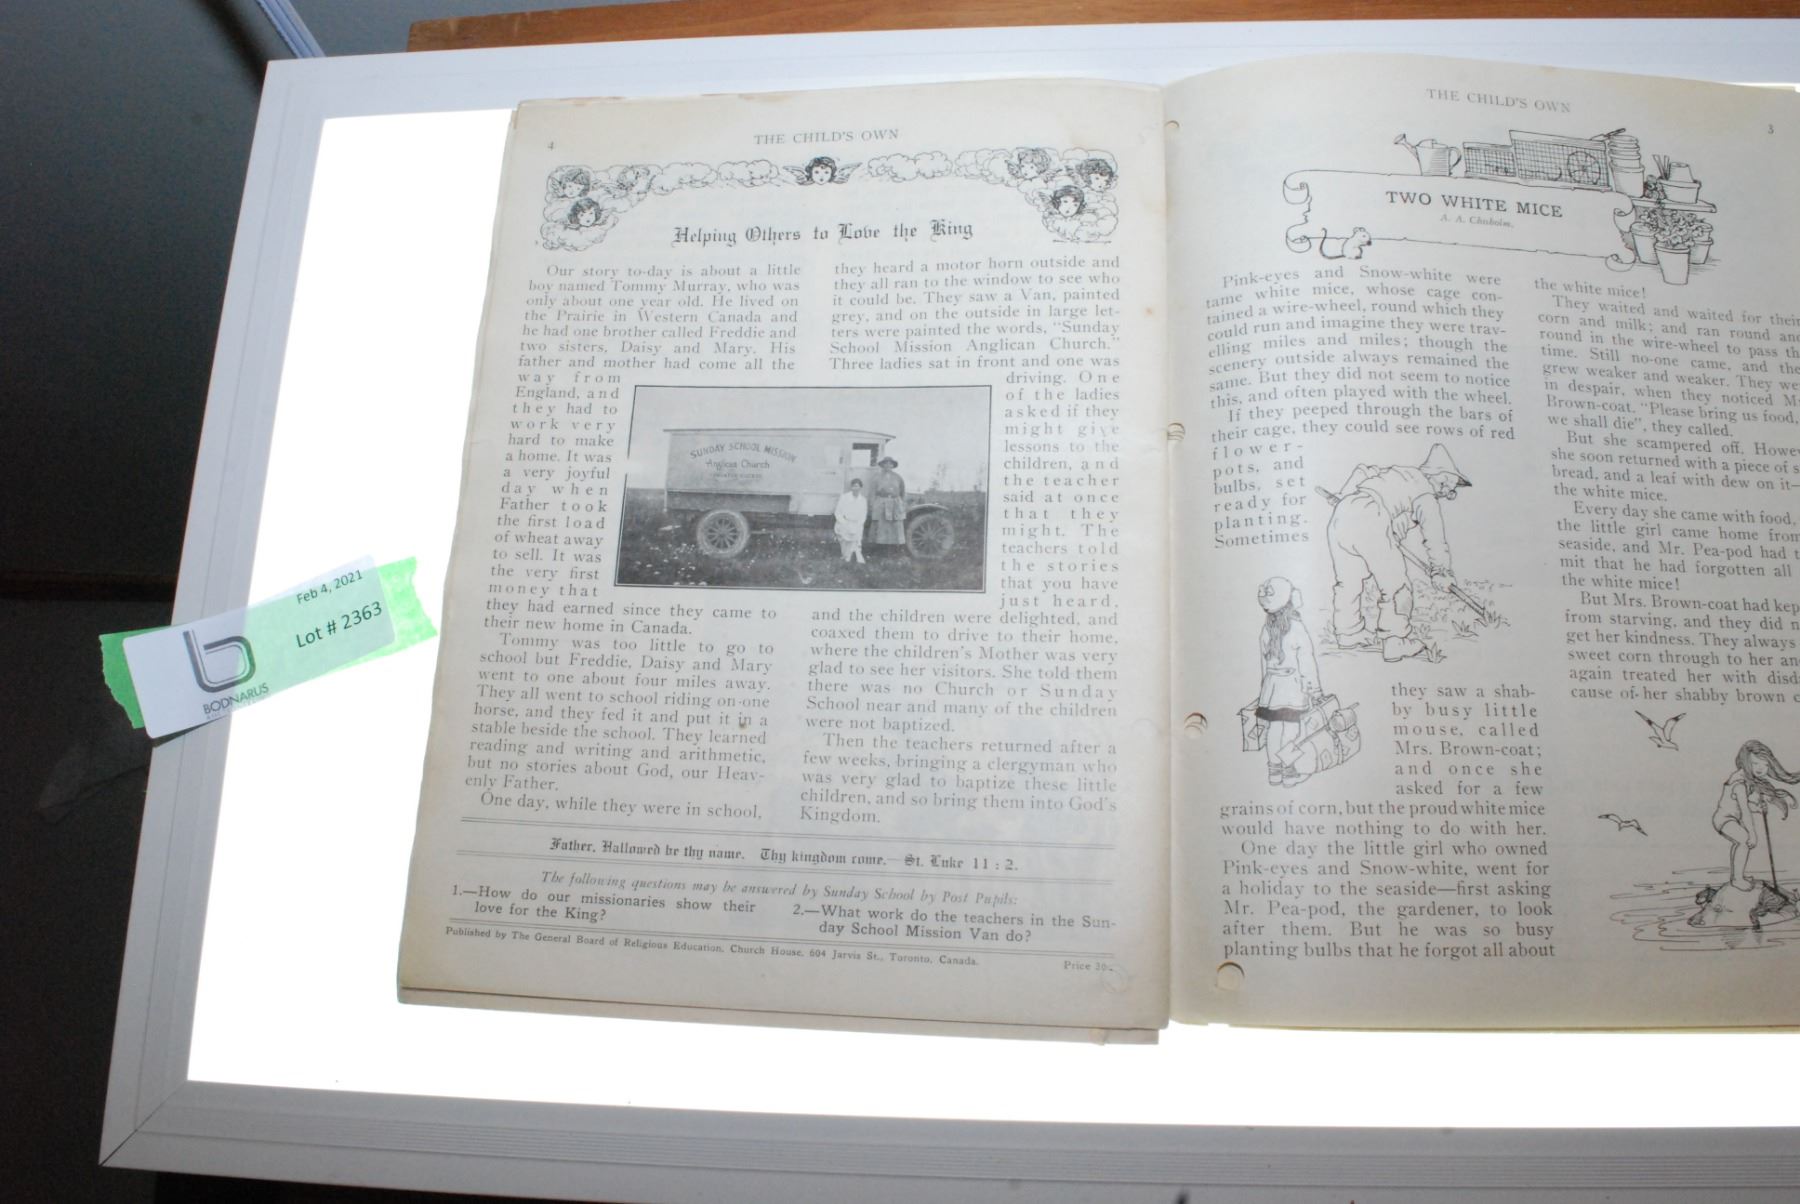 Feb 4, 2021
Lot # 2363
BODNARUS
4
THE CHILD'S OWN
Helping Others to Love the King
Our story to-day is about a little
boy named Tommy Murray, who was
only about one year old. He lived on
the Prairie in Western Canada and
he had one brother called Freddie and
two sisters, Daisy and Mary. His
father and mother had come all the
way from
England, and
they had to
work very
hard to make
a home. It was
a very joyful
day when
Father took
the first load
of wheat away
to sell. It was
the very first
money that
they had earned since they came to
their new home in Canada.
Tommy was too little to go to
school but Freddie, Daisy and Mary
went to one about four miles away.
They all went to school riding on one
horse, and they fed it and put it in a
stable beside the school. They learned
reading and writing and arithmetic,
but no stories about God, our Heav-
enly Father.
One day, while they were in school,
they heard a motor horn outside and
they all ran to the window to see who
it could be. They saw a Van, painted
grey, and on the outside in large let-
ters were painted the words, "Sunday
School Mission Anglican Church."
Three ladies sat in front and one was
driving. One
of the ladies
asked if they
might give
lessons to the
children, and
the teacher
said at once
that they
might. The
teachers told
the stories
that you have
just heard,
and the children were delighted, and
coaxed them to drive to their home,
where the children's Mother was very
glad to see her visitors. She told them
there was no Church or Sunday
School near and many of the children
were not baptized.
Then the teachers returned after a
few weeks, bringing a clergyman who
was very glad to baptize these little
children, and so bring them into God's
Kingdom.
SUNDAY SCHOOL MISSION
Anglican Church
Father, Hallowed be thy name. Thy kingdom come.—St. Luke 11 : 2.
The following questions may be answered by Sunday School by Post Pupils:
1.—How do our missionaries show their
love for the King?
2.—What work do the teachers in the Sun-
day School Mission Van do?
Published by The General Board of Religious Education, Church House, 604 Jarvis St., Toronto, Canada.
Price 30
THE CHILD'S OWN
3
TWO WHITE MICE
A. A. Chisholm.
Pink-eyes and Snow-white were
tame white mice, whose cage con-
tained a wire-wheel, round which they
could run and imagine they were trav-
elling miles and miles; though the
scenery outside always remained the
same. But they did not seem to notice
this, and often played with the wheel.
If they peeped through the bars of
their cage, they could see rows of red
flower-
pots, and
bulbs, set
ready for
planting.
Sometimes
they saw a shab-
by busy little
mouse, called
Mrs. Brown-coat;
and once she
asked for a few
grains of corn, but the proud white mice
would have nothing to do with her.
One day the little girl who owned
Pink-eyes and Snow-white, went for
a holiday to the seaside—first asking
Mr. Pea-pod, the gardener, to look
after them. But he was so busy
planting bulbs that he forgot all about
the white mice!
They waited and waited for their
corn and milk; and ran round and
round in the wire-wheel to pass th
time. Still no-one came, and the
grew weaker and weaker. They we
in despair, when they noticed M
Brown-coat. "Please bring us food,
we shall die", they called.
But she scampered off. Howev
she soon returned with a piece of s
bread, and a leaf with dew on it—
the white mice.
Every day she came with food,
the little girl came home from
seaside, and Mr. Pea-pod had t
mit that he had forgotten all
the white mice!
But Mrs. Brown-coat had kep
from starving, and they did n
get her kindness. They always
sweet corn through to her an
again treated her with disd
cause of her shabby brown c